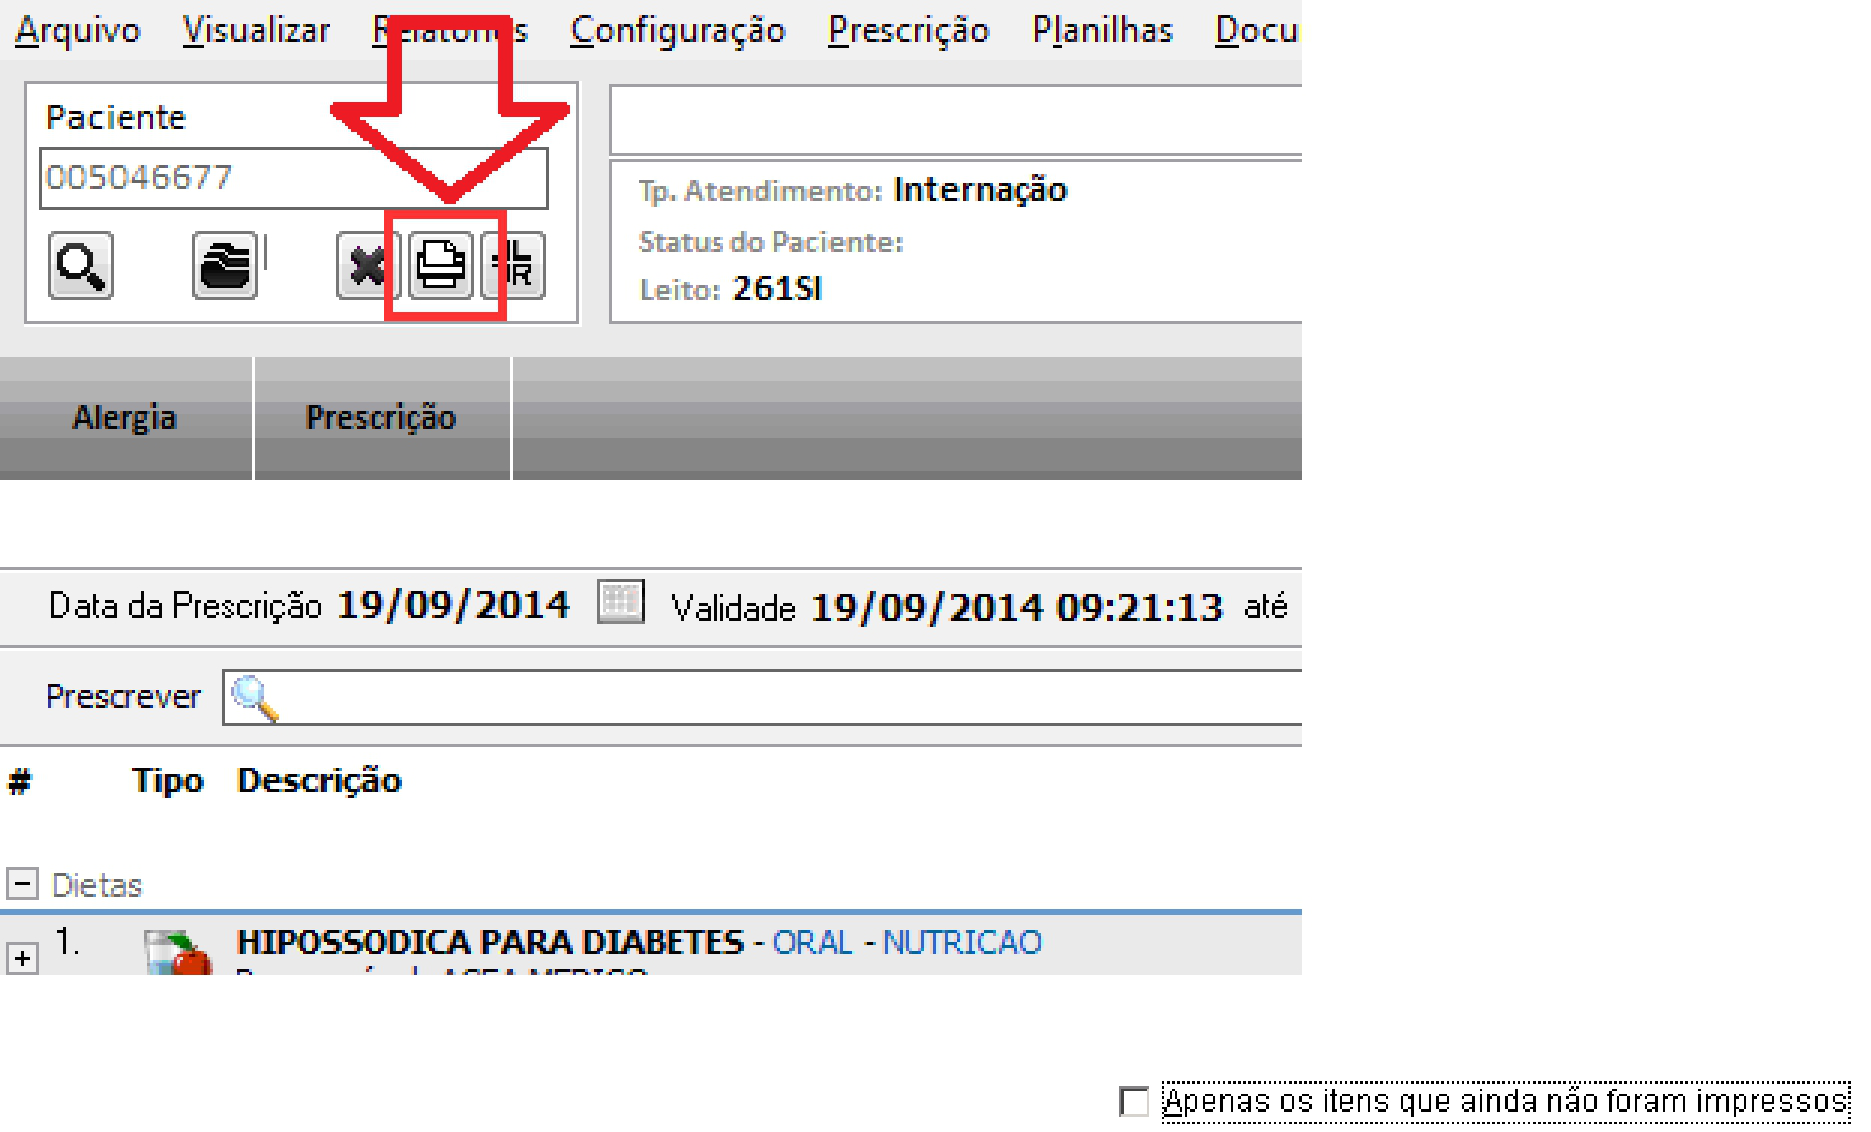 Arquivo Visualizar Relatórios Configuração Prescrição Planilhas Docu
Paciente
005046677
Tp. Atendimento: Internação
Status do Paciente:
Leito: 261SI
Alergia Prescrição
Data da Prescrição 19/09/2014 Validade 19/09/2014 09:21:13 até
Prescrever
# Tipo Descrição
Dietas
1. HIPOSSODICA PARA DIABETES - ORAL - NUTRICAO
Apenas os itens que ainda não foram impressos